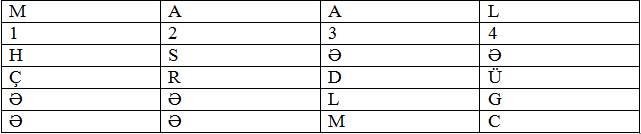 M A A L
1 2 3 4
H S Ə Ə
Ç R D Ü
Ə Ə L G
Ə Ə M C